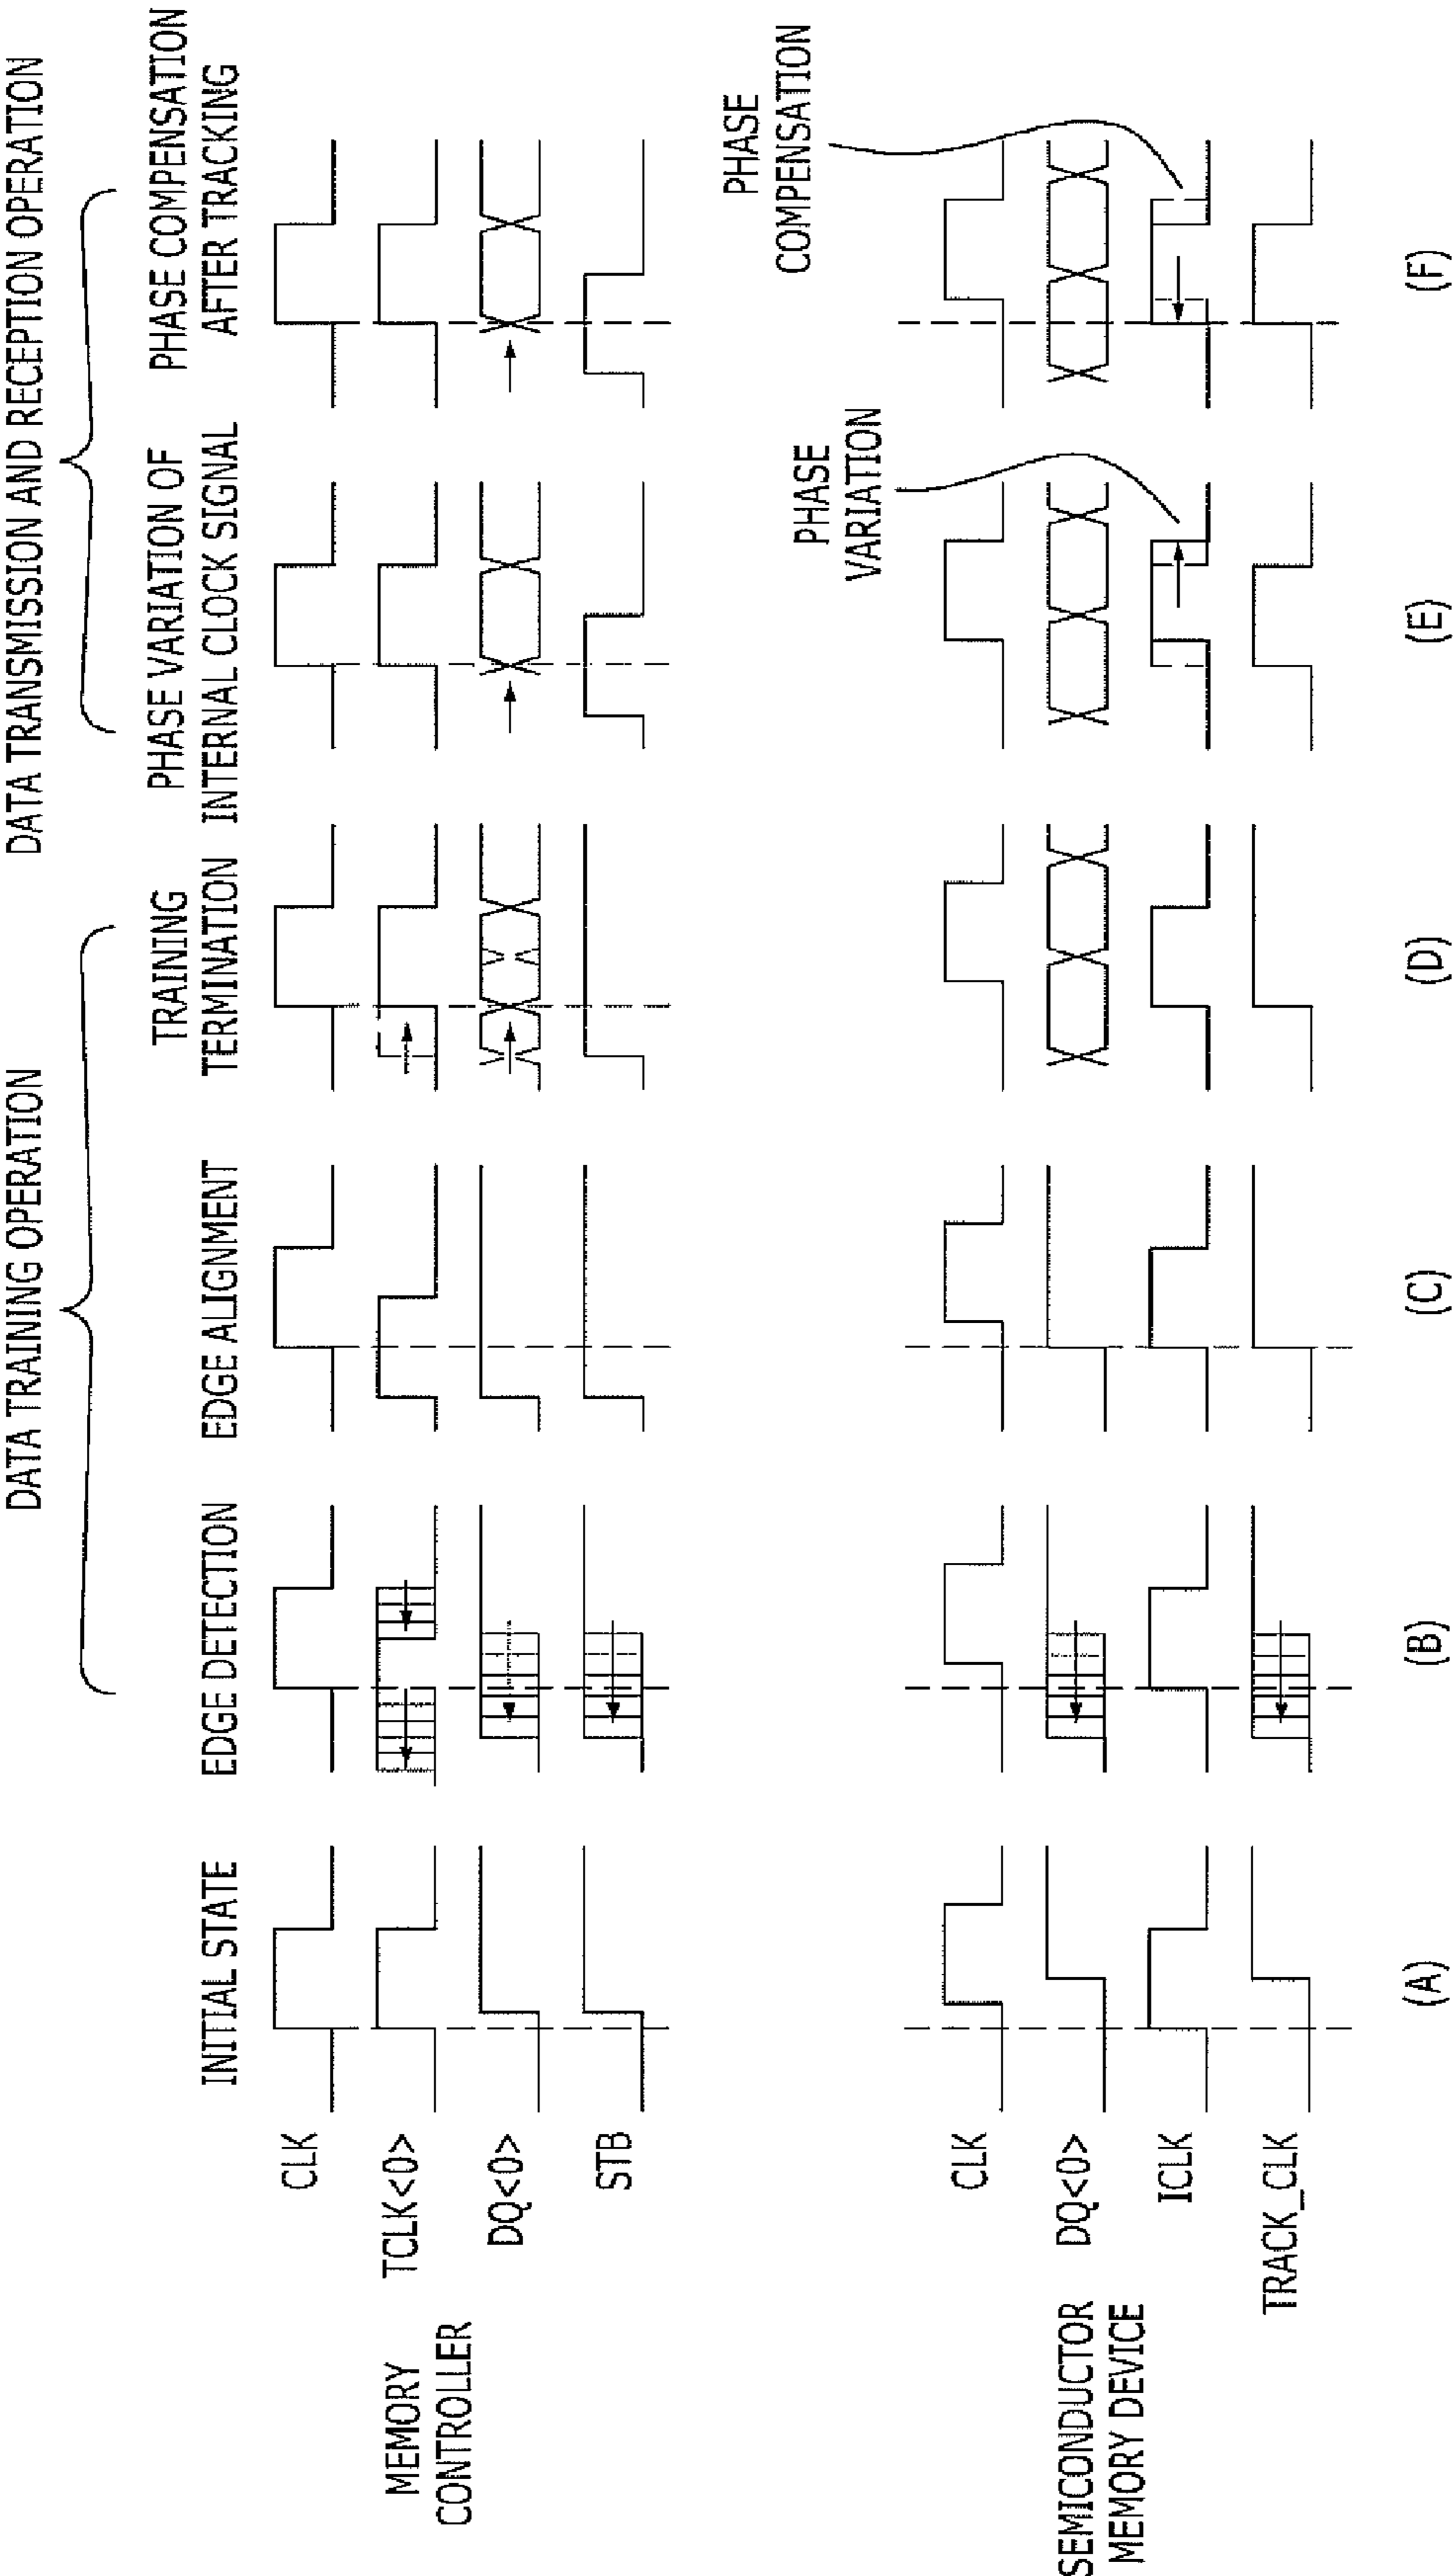 DATA TRAINING OPERATION
DATA TRANSMISSION AND RECEPTION OPERATION
INITIAL STATE
EDGE DETECTION
EDGE ALIGNMENT
TRAINING
TERMINATION
PHASE VARIATION OF
INTERNAL CLOCK SIGNAL
PHASE COMPENSATION
AFTER TRACKING
MEMORY
CONTROLLER
CLK
TCLK<0>
DQ<0>
STB
PHASE
VARIATION
PHASE
COMPENSATION
SEMICONDUCTOR
MEMORY DEVICE
CLK
DQ<0>
ICLK
TRACK_CLK
(A)
(B)
(C)
(D)
(E)
(F)